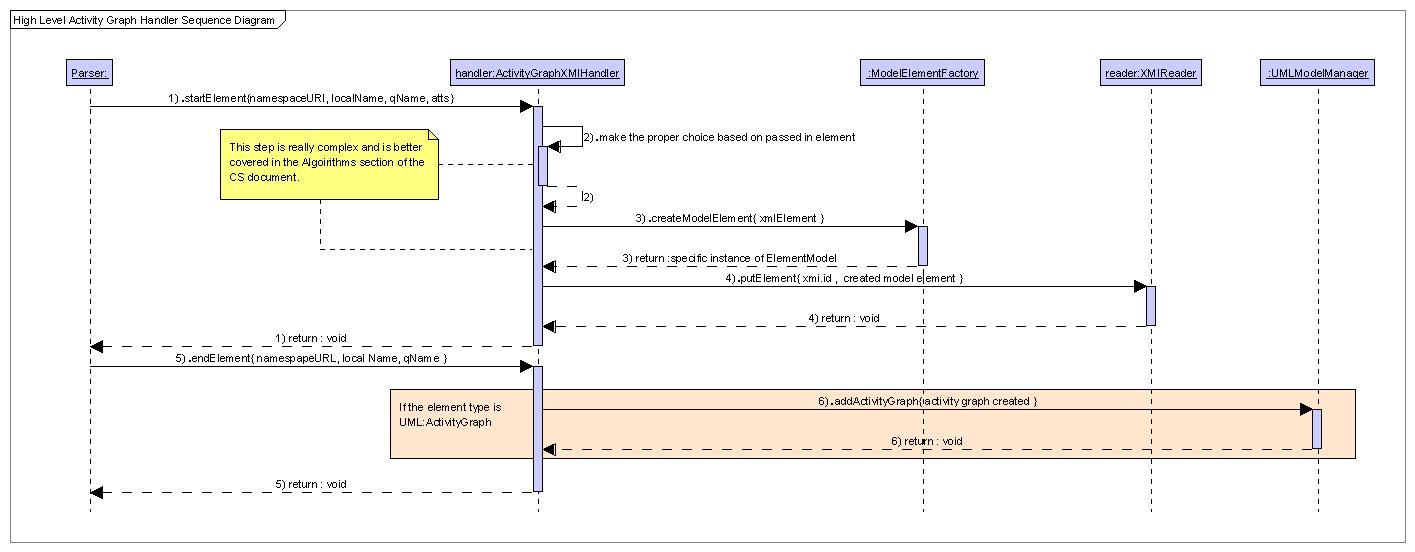 High Level Activity Graph Handler Sequence Diagram
Parser:
handler:ActivityGraphXMIHandler
:ModelElementFactory
reader:XMIReader
:UMLModelManager
1) .startElement{namespaceURI, localName, qName, atts}
2) .make the proper choice based on passed in element
This step is really complex and is better
covered in the Algoirithms section of the
CS document.
2)
3) .createModelElement{ xmlElement }
3) return :specific instance of ElementModel
4) .putElement{ xmi.id , created model element }
4) return : void
1) return : void
5) .endElement{ namespapeURL, local Name, qName }
If the element type is
UML:ActivityGraph
6) .addActivityGraph{ activity graph created }
6) return : void
5) return : void